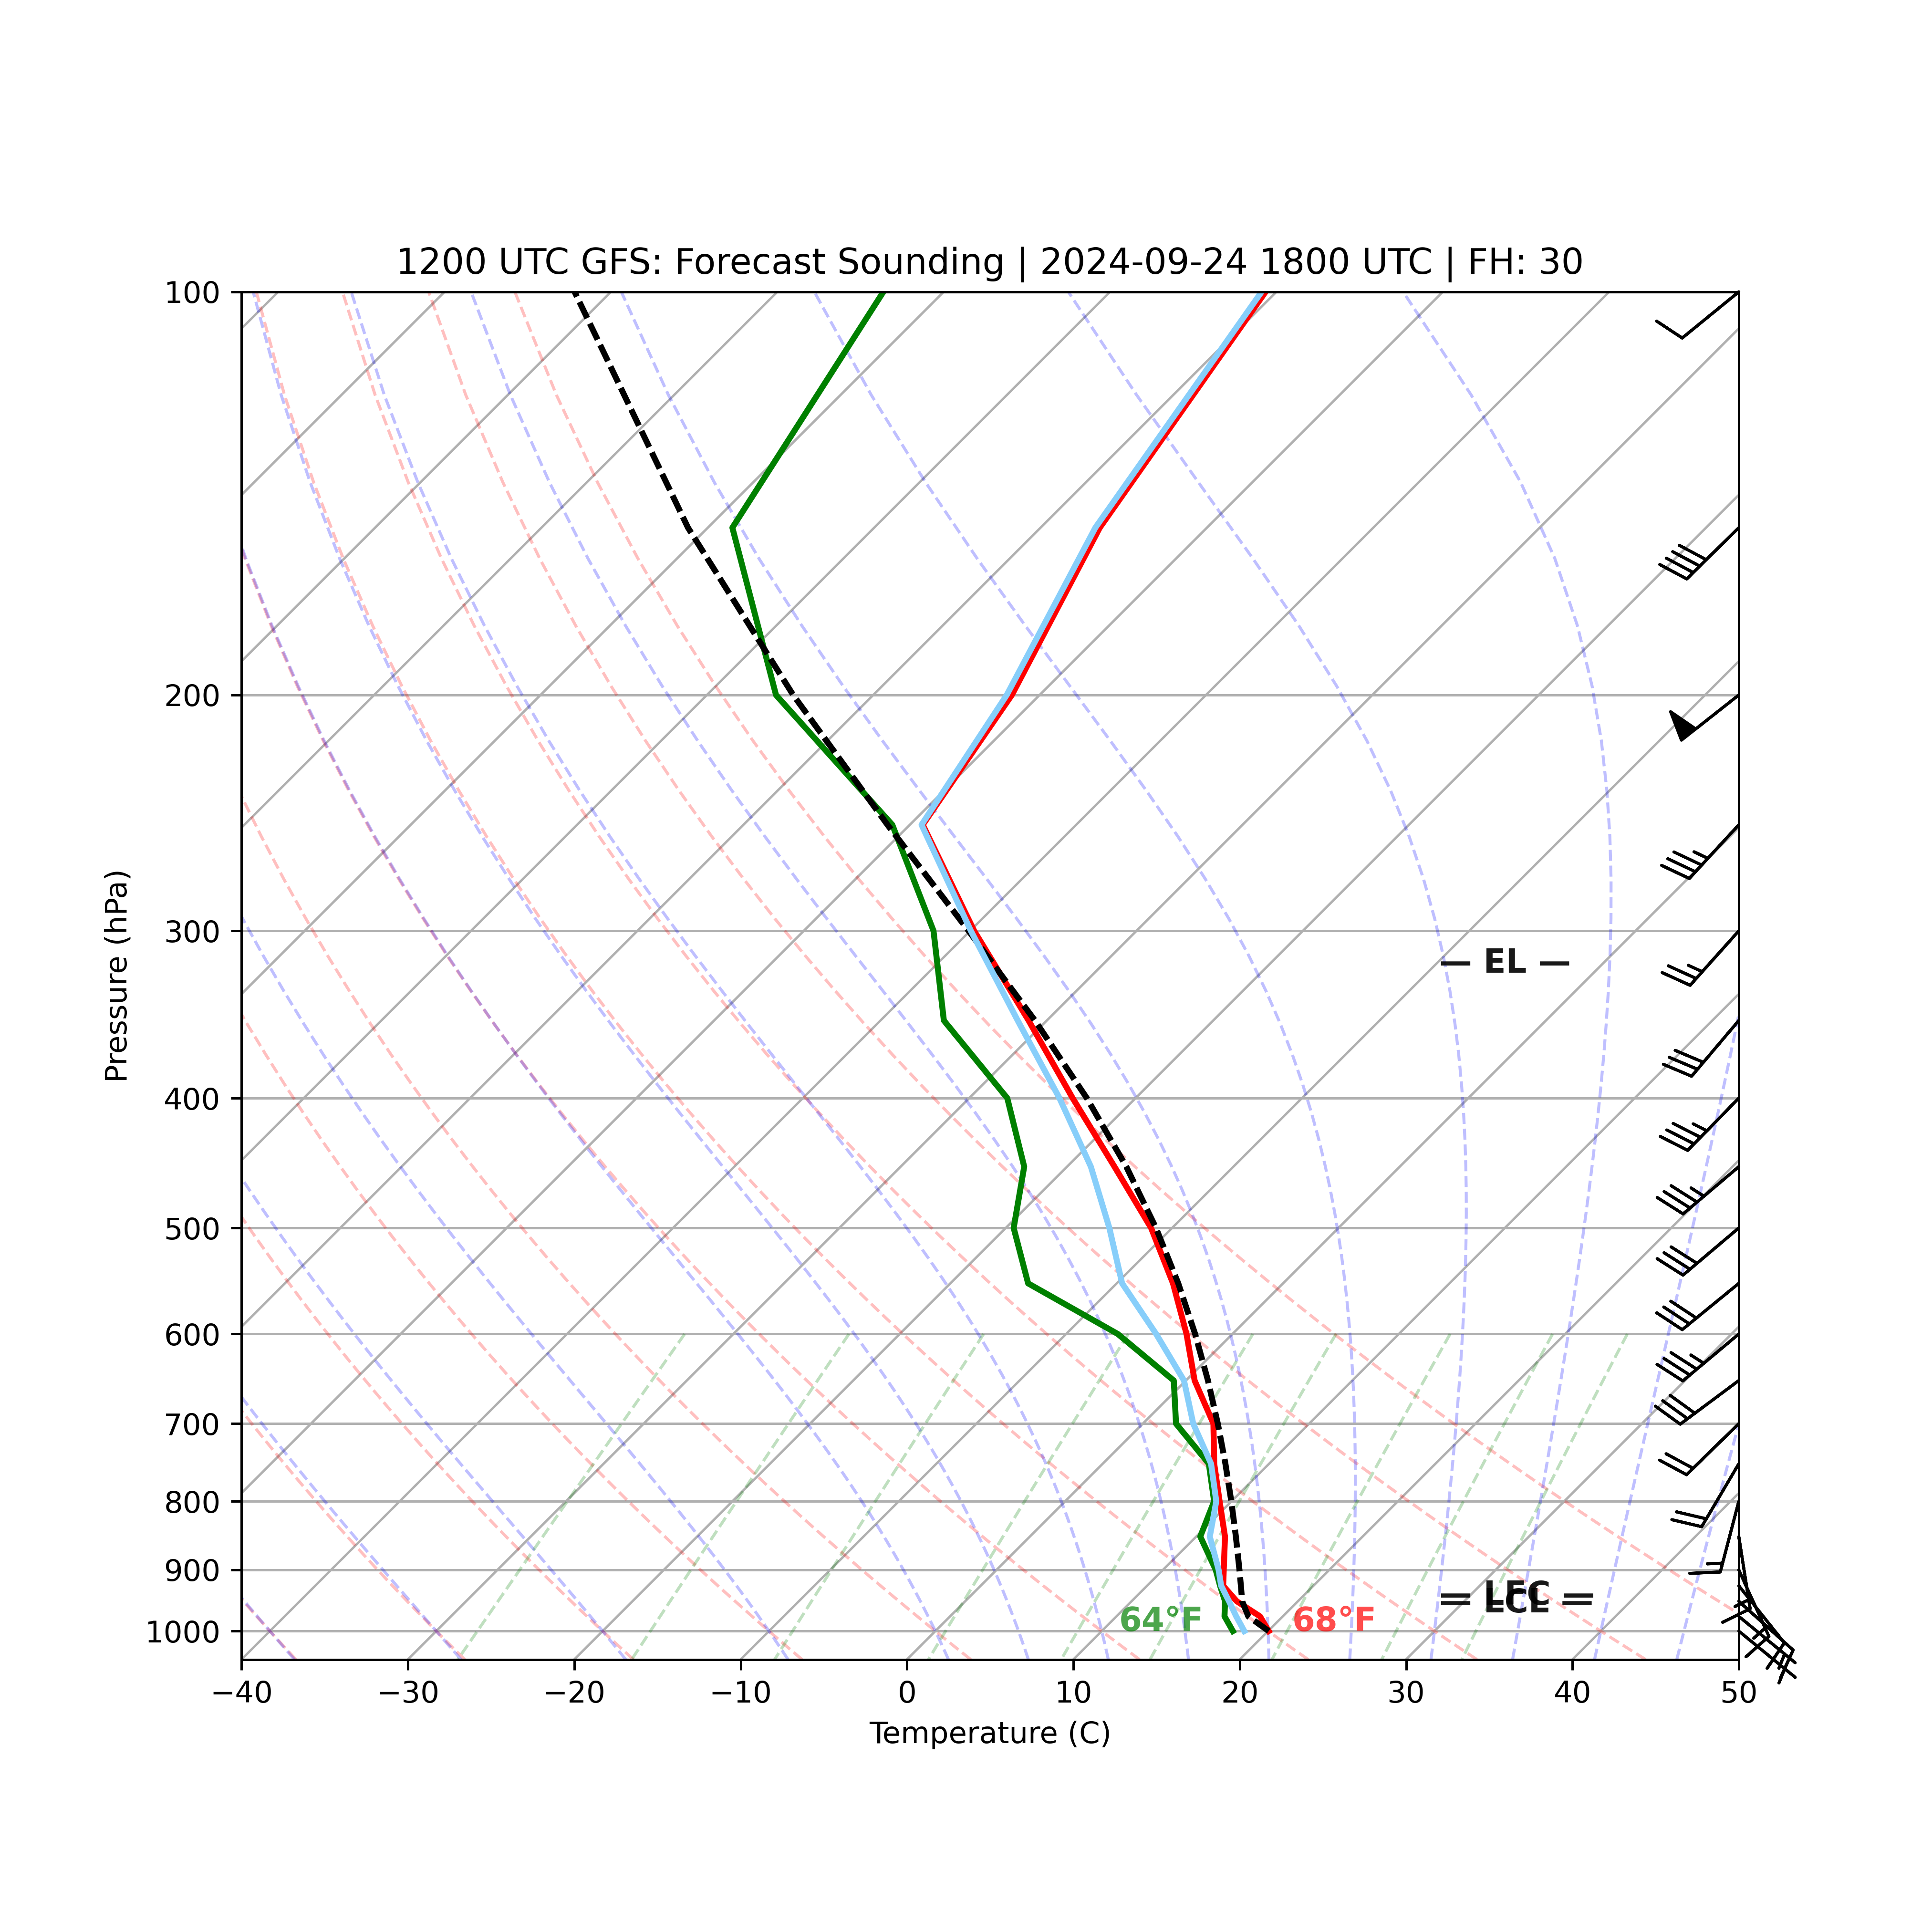 1200 UTC GFS: Forecast Sounding | 2024-09-24 1800 UTC | FH: 30
100
200
300
400
500
600
700
800
900
1000
Pressure (hPa)
— EL —
— LFC —
— LCL —
64°F 68°F
−40 −30 −20 −10 0 10 20 30 40 50
Temperature (C)